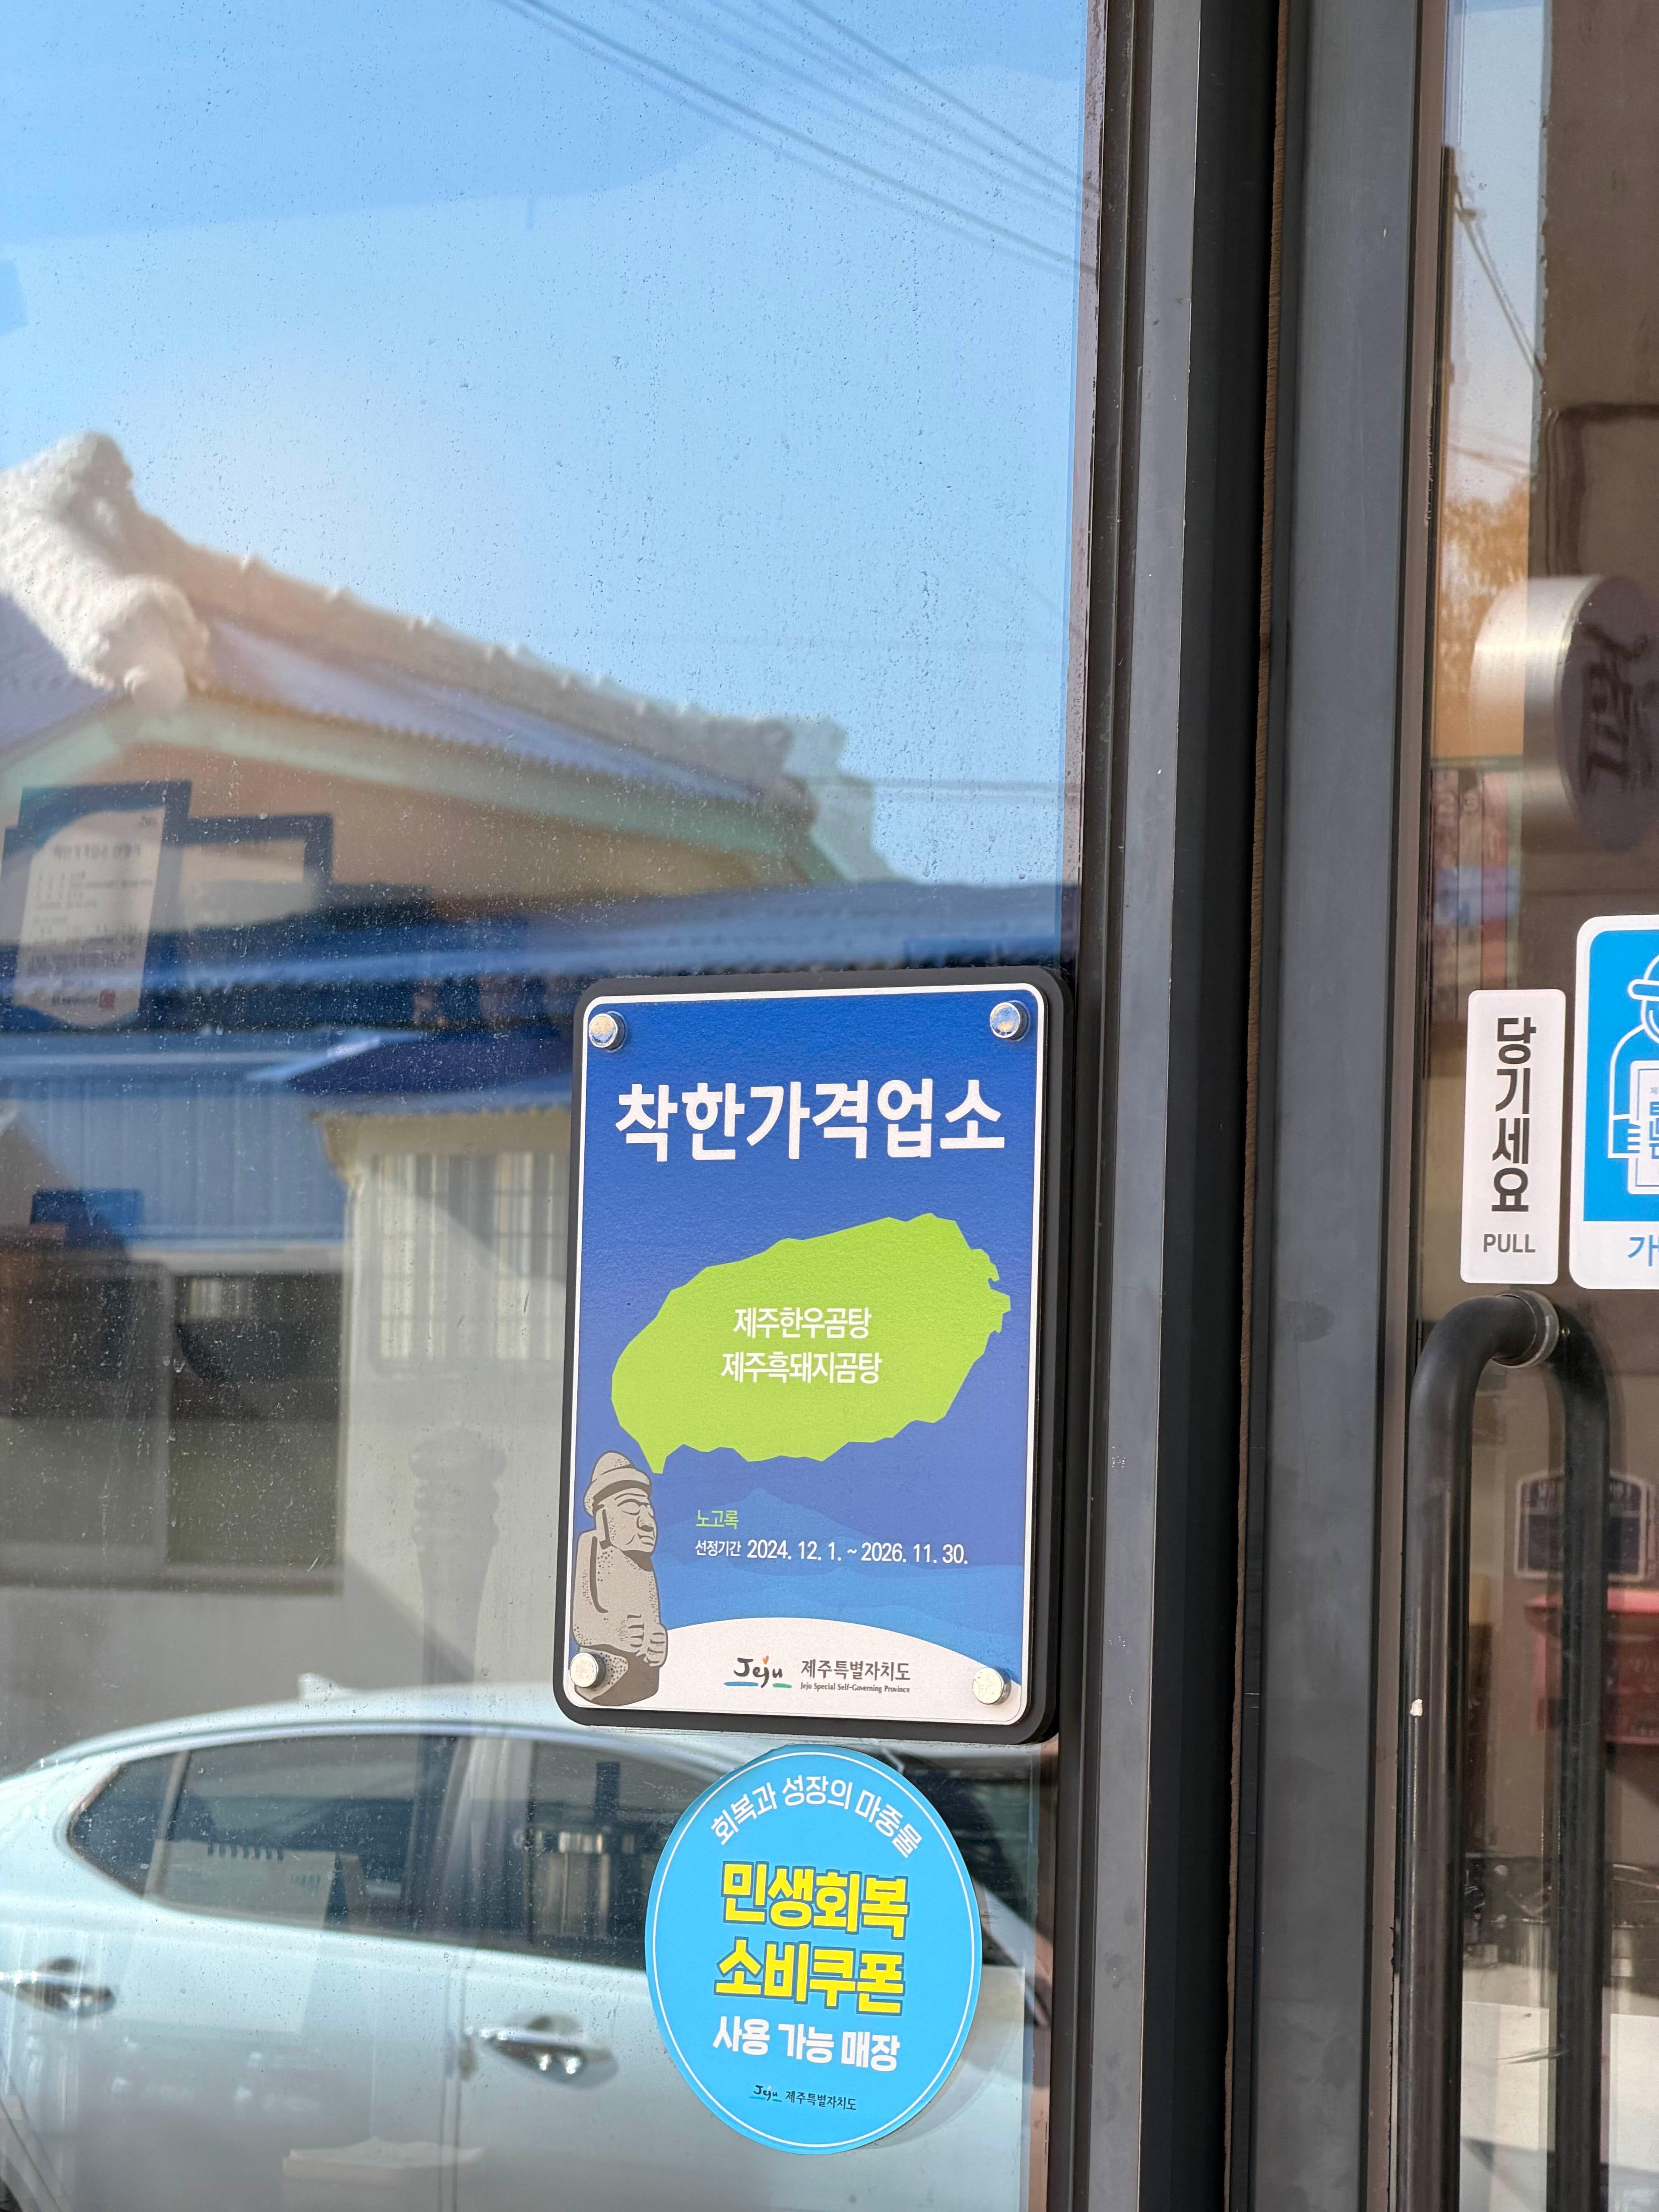 착한가격업소
제주한우곰탕
제주흑돼지곰탕
노고록
선정기간 2024. 12. 1. ~ 2026. 11. 30.
Jeju 제주특별자치도
Jeju Special Self-Governing Province
회복과 성장의 마중물
민생회복
소비쿠폰
사용 가능 매장
Jeju 제주특별자치도
당기세요
PULL
가